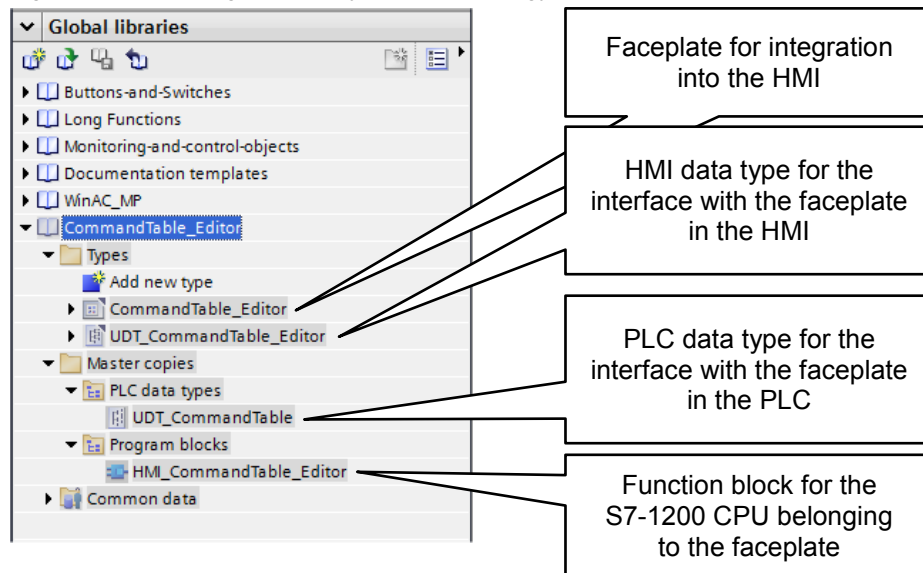 Global libraries
Buttons-and-Switches
Long Functions
Monitoring-and-control-objects
Documentation templates
WinAC_MP
CommandTable_Editor
Types
Add new type
CommandTable_Editor
UDT_CommandTable_Editor
Master copies
PLC data types
UDT_CommandTable
Program blocks
HMI_CommandTable_Editor
Common data
Faceplate for integration
into the HMI
HMI data type for the
interface with the faceplate
in the HMI
PLC data type for the
interface with the faceplate
in the PLC
Function block for the
S7-1200 CPU belonging
to the faceplate